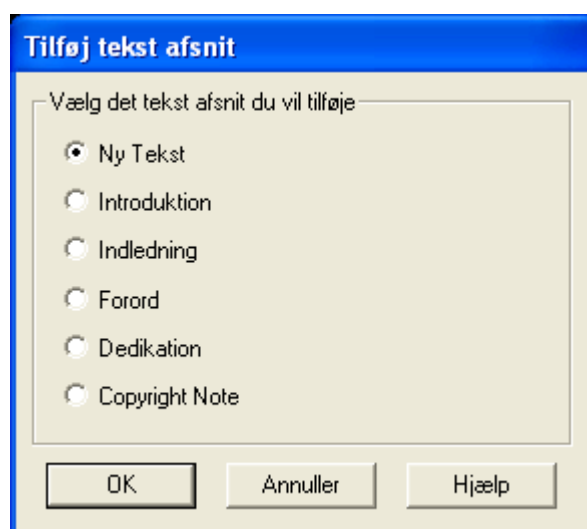 Tilføj tekst afsnit
Vælg det tekst afsnit du vil tilføje
Ny Tekst
Introduktion
Indledning
Forord
Dedikation
Copyright Note
OK Annuller Hjælp